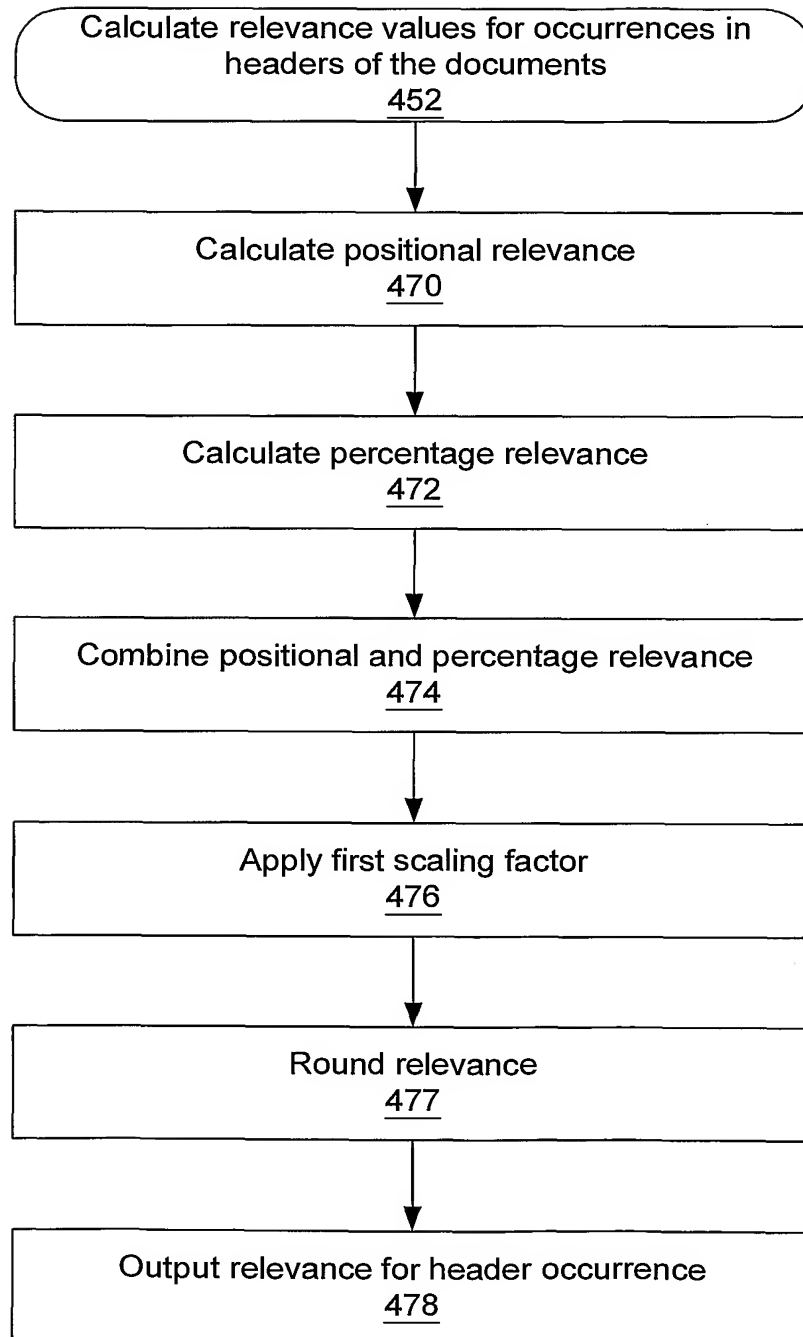 Calculate relevance values for occurrences in
headers of the documents
452
Calculate positional relevance
470
Calculate percentage relevance
472
Combine positional and percentage relevance
474
Apply first scaling factor
476
Round relevance
477
Output relevance for header occurrence
478